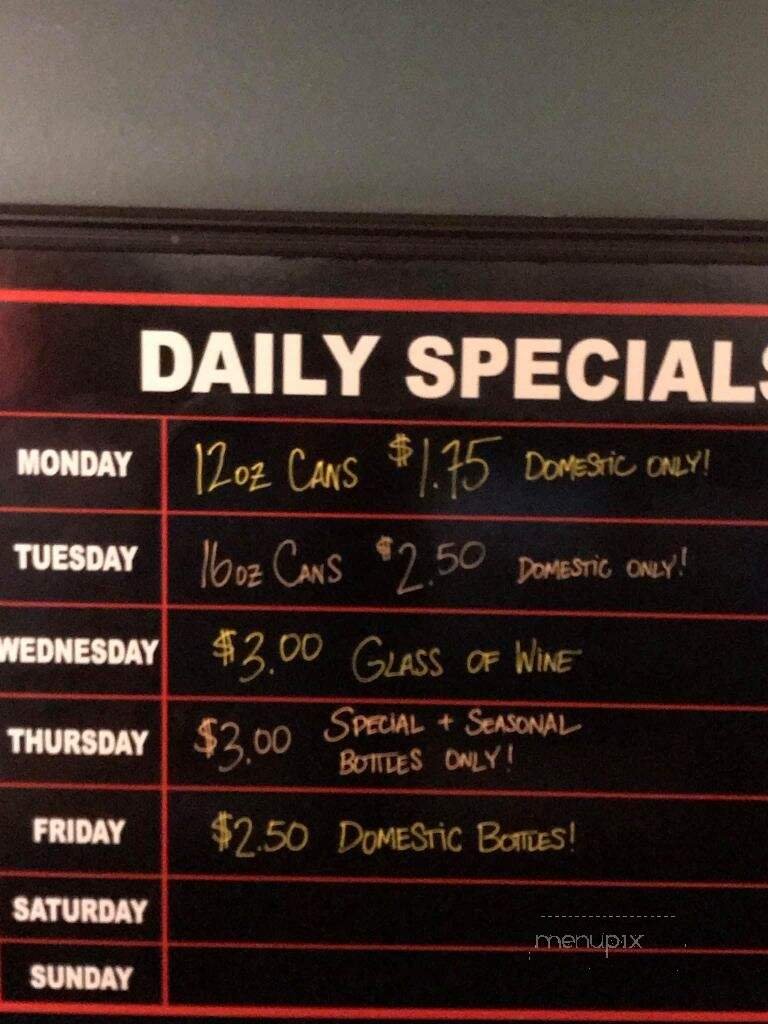 DAILY SPECIALS
MONDAY 12oz CANS $1.75 DOMESTIC ONLY!
TUESDAY 16oz CANS $2.50 DOMESTIC ONLY!
WEDNESDAY $3.00 GLASS OF WINE
THURSDAY $3.00 SPECIAL + SEASONAL
BOTTLES ONLY!
FRIDAY $2.50 DOMESTIC BOTTLES!
SATURDAY
SUNDAY
menupix